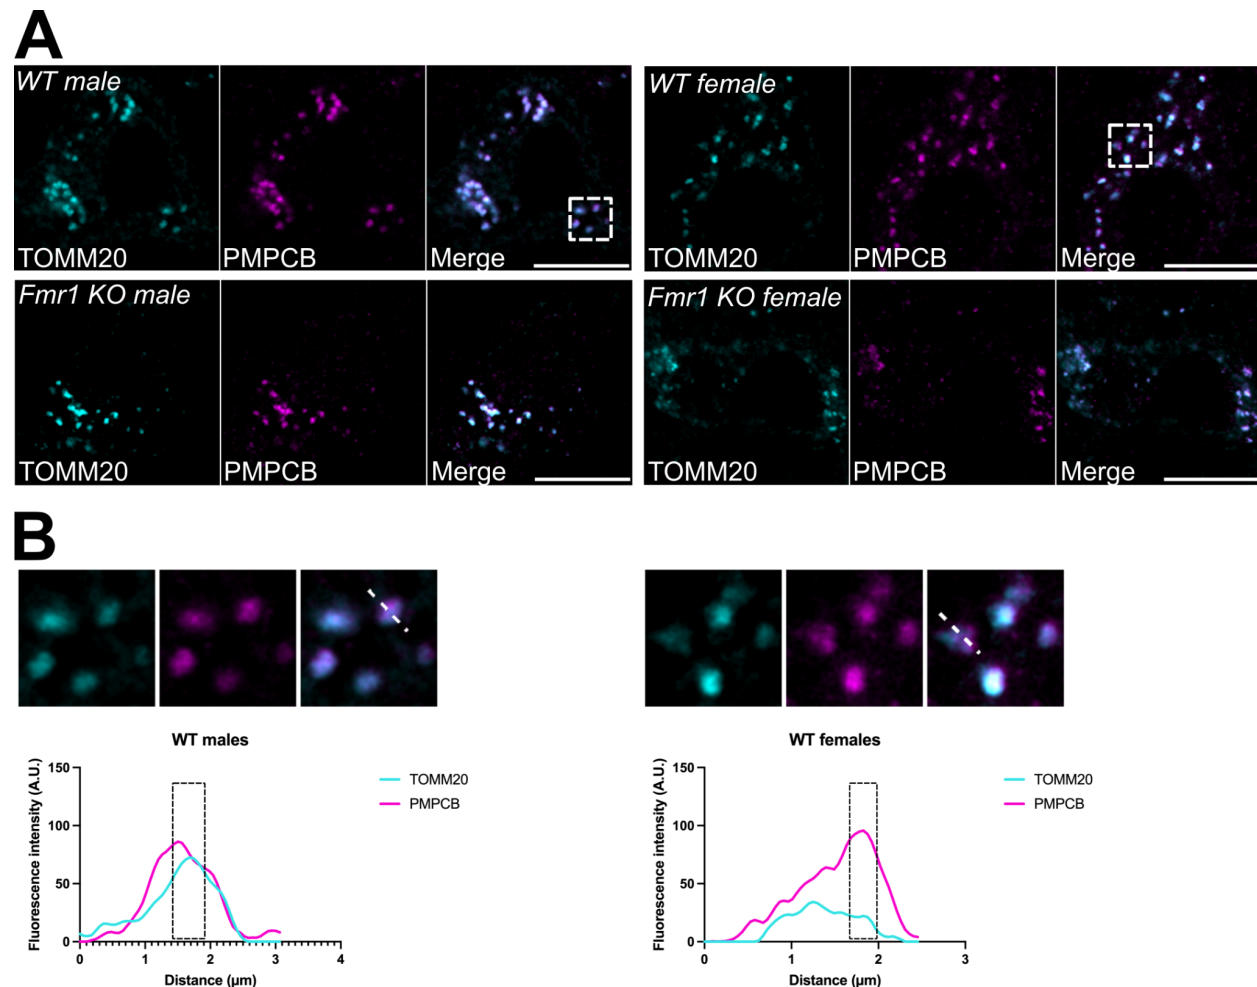 A
WT male
TOMM20 PMPCB Merge
WT female
TOMM20 PMPCB Merge
Fmr1 KO male
TOMM20 PMPCB Merge
Fmr1 KO female
TOMM20 PMPCB Merge
B
WT males
Fluorescence intensity (A.U.)
150
100
50
0
0 1 2 3 4
Distance (μm)
TOMM20
PMPCB
WT females
Fluorescence intensity (A.U.)
150
100
50
0
0 1 2 3
Distance (μm)
TOMM20
PMPCB